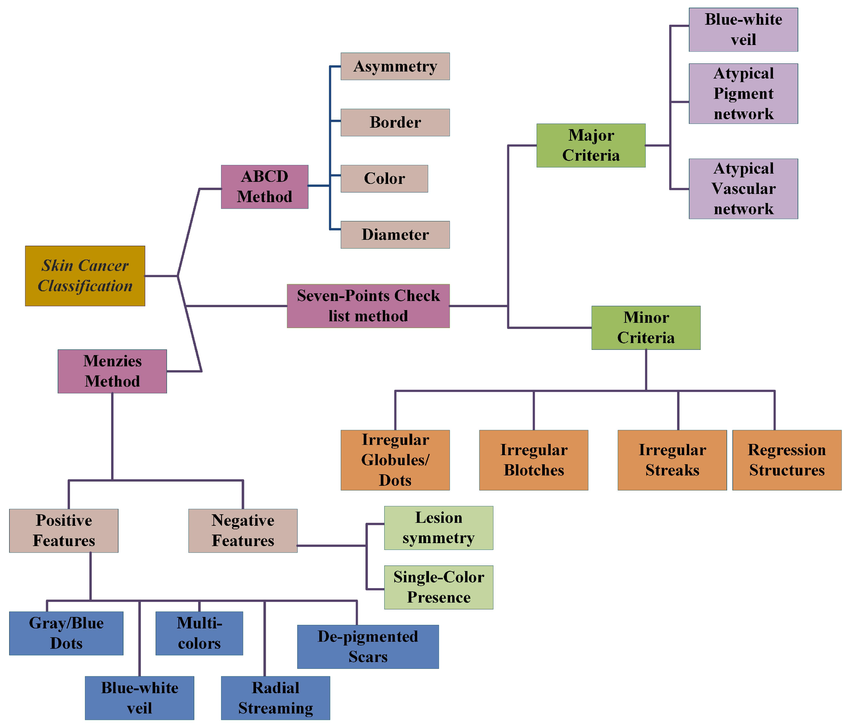 Blue-white
veil
Asymmetry
Atypical
Pigment
network
Border
Major
Criteria
ABCD
Method
Color
Atypical
Vascular
network
Diameter
Skin Cancer
Classification
Seven-Points Check
list method
Minor
Criteria
Menzies
Method
Irregular
Globules/
Dots
Irregular
Blotches
Irregular
Streaks
Regression
Structures
Positive
Features
Negative
Features
Lesion
symmetry
Single-Color
Presence
Gray/Blue
Dots
Multi-
colors
De-pigmented
Scars
Blue-white
veil
Radial
Streaming